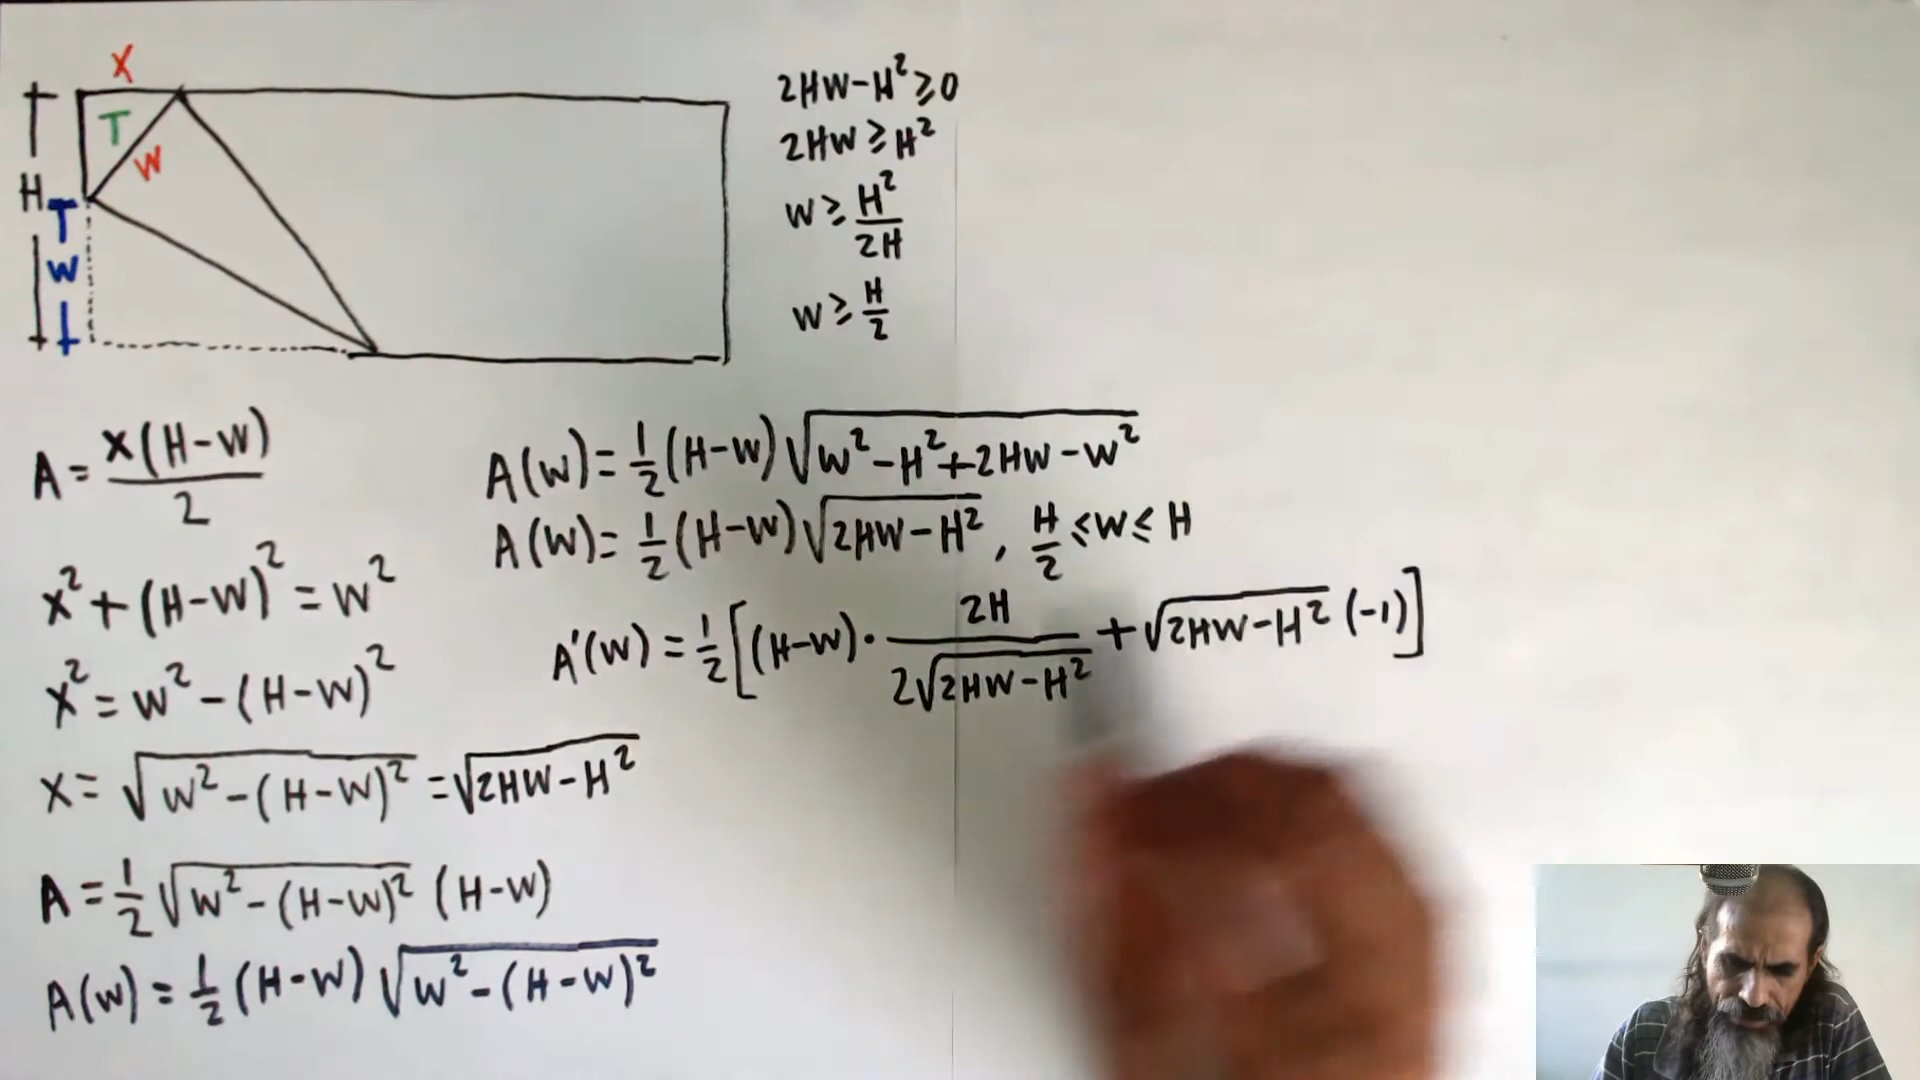 X
T
W
H
W
2HW-H²≥0
2HW≥H²
W≥H²/2H
W≥H/2
A=X(H-W)/2
X²+(H-W)²=W²
X²=W²-(H-W)²
X=√(W²-(H-W)²)=√(2HW-H²)
A=1/2√(W²-(H-W)²) (H-W)
A(W)=1/2(H-W)√(W²-(H-W)²)
A(W)=1/2(H-W)√(W²-H²+2HW-W²)
A(W)=1/2(H-W)√(2HW-H²), H/2≤W≤H
A'(W)=1/2[(H-W)·2H/(2√(2HW-H²))+√(2HW-H²)(-1)]